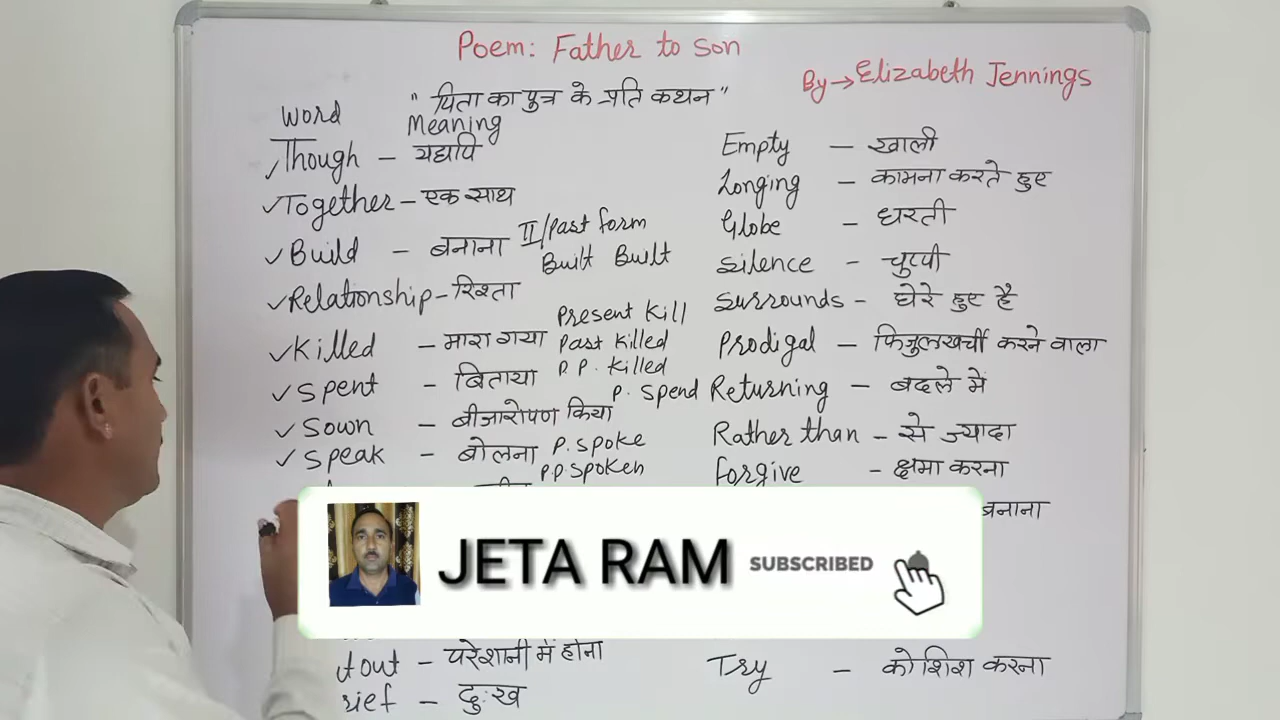 Poem: Father to Son
By → Elizabeth Jennings
"पिता का पुत्र के प्रति कथन"
Word Meaning
Though – यद्यपि
Together – एक साथ
Build – बनाना II/Past form
Built Built
Relationship – रिश्ता
Killed – मारा गया Present Kill
Past Killed
P.P. Killed
Spent – बिताया P. Spend
Sown – बीजारोपण किया
Speak – बोलना P. Spoke
P.P Spoken
out – परेशानी में होना
rief – दुःख
Empty – खाली
Longing – कामना करते हुए
Globe – धरती
Silence – चुप्पी
Surrounds – घेरे हुए है
Prodigal – फिजुलखर्ची करने वाला
Returning – बदले में
Rather than – से ज्यादा
Forgive – क्षमा करना
बनाना
Try – कोशिश करना
JETA RAM
SUBSCRIBED